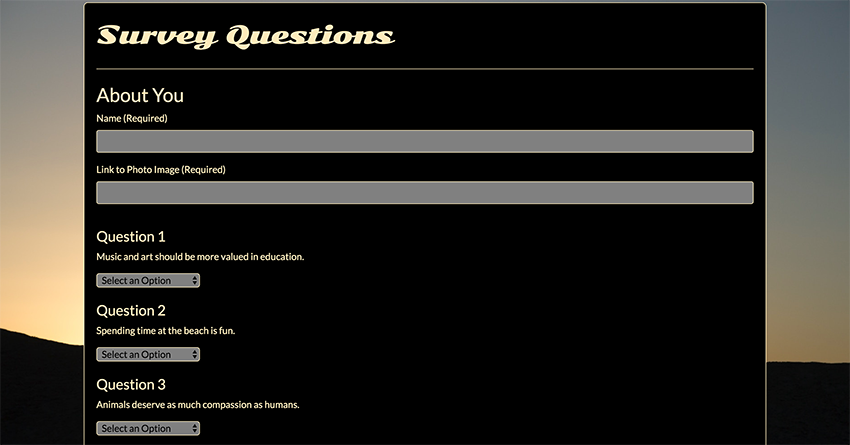 Survey Questions
About You
Name (Required)
Link to Photo Image (Required)
Question 1
Music and art should be more valued in education.
Select an Option
Question 2
Spending time at the beach is fun.
Select an Option
Question 3
Animals deserve as much compassion as humans.
Select an Option